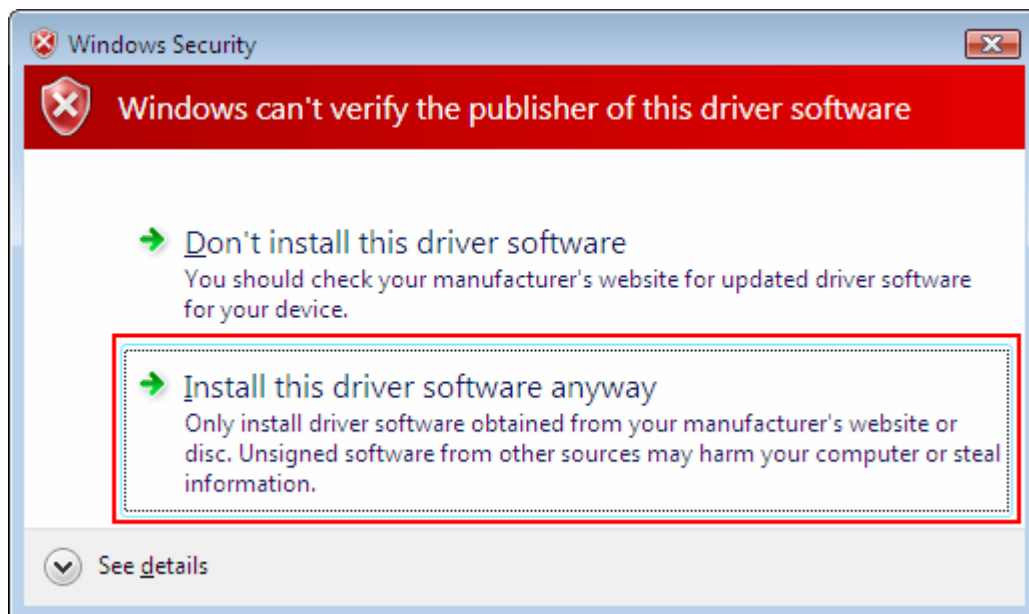 Windows Security
Windows can't verify the publisher of this driver software
Don't install this driver software
You should check your manufacturer's website for updated driver software
for your device.
Install this driver software anyway
Only install driver software obtained from your manufacturer's website or
disc. Unsigned software from other sources may harm your computer or steal
information.
See details